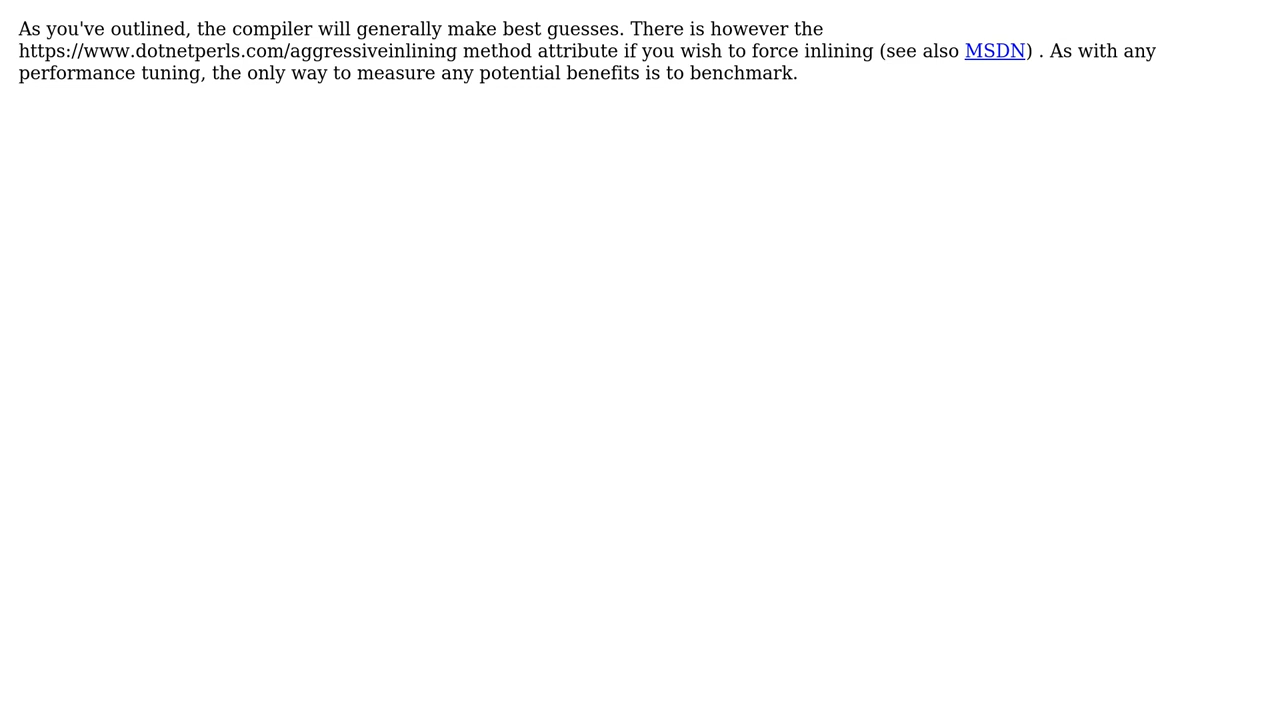 As you've outlined, the compiler will generally make best guesses. There is however the
https://www.dotnetperls.com/aggressiveinlining method attribute if you wish to force inlining (see also MSDN) . As with any
performance tuning, the only way to measure any potential benefits is to benchmark.